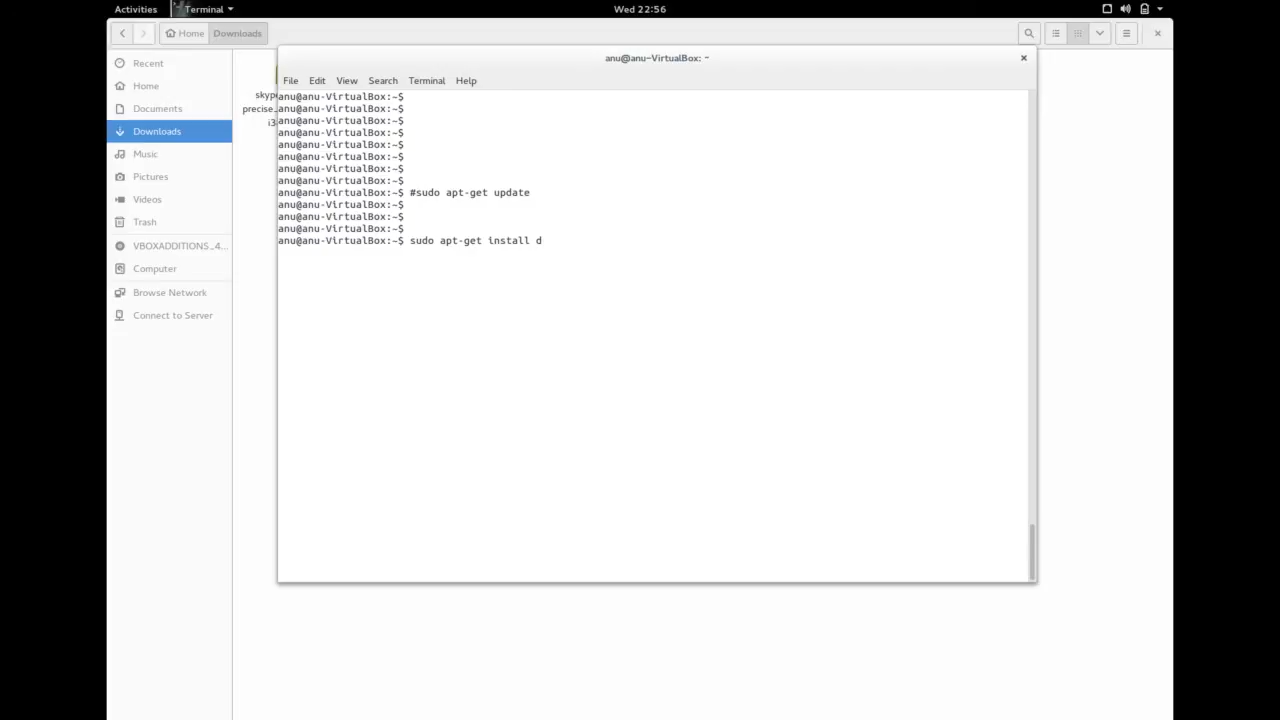 Activities Terminal Wed 22:56
Home Downloads
anu@anu-VirtualBox: ~
File Edit View Search Terminal Help
Recent
Home
Documents
Downloads
Music
Pictures
Videos
Trash
VBOXADDITIONS_4...
Computer
Browse Network
Connect to Server
skyp
precise
i3
anu@anu-VirtualBox:~$
anu@anu-VirtualBox:~$
anu@anu-VirtualBox:~$
anu@anu-VirtualBox:~$
anu@anu-VirtualBox:~$
anu@anu-VirtualBox:~$
anu@anu-VirtualBox:~$
anu@anu-VirtualBox:~$
anu@anu-VirtualBox:~$ #sudo apt-get update
anu@anu-VirtualBox:~$
anu@anu-VirtualBox:~$
anu@anu-VirtualBox:~$
anu@anu-VirtualBox:~$ sudo apt-get install d